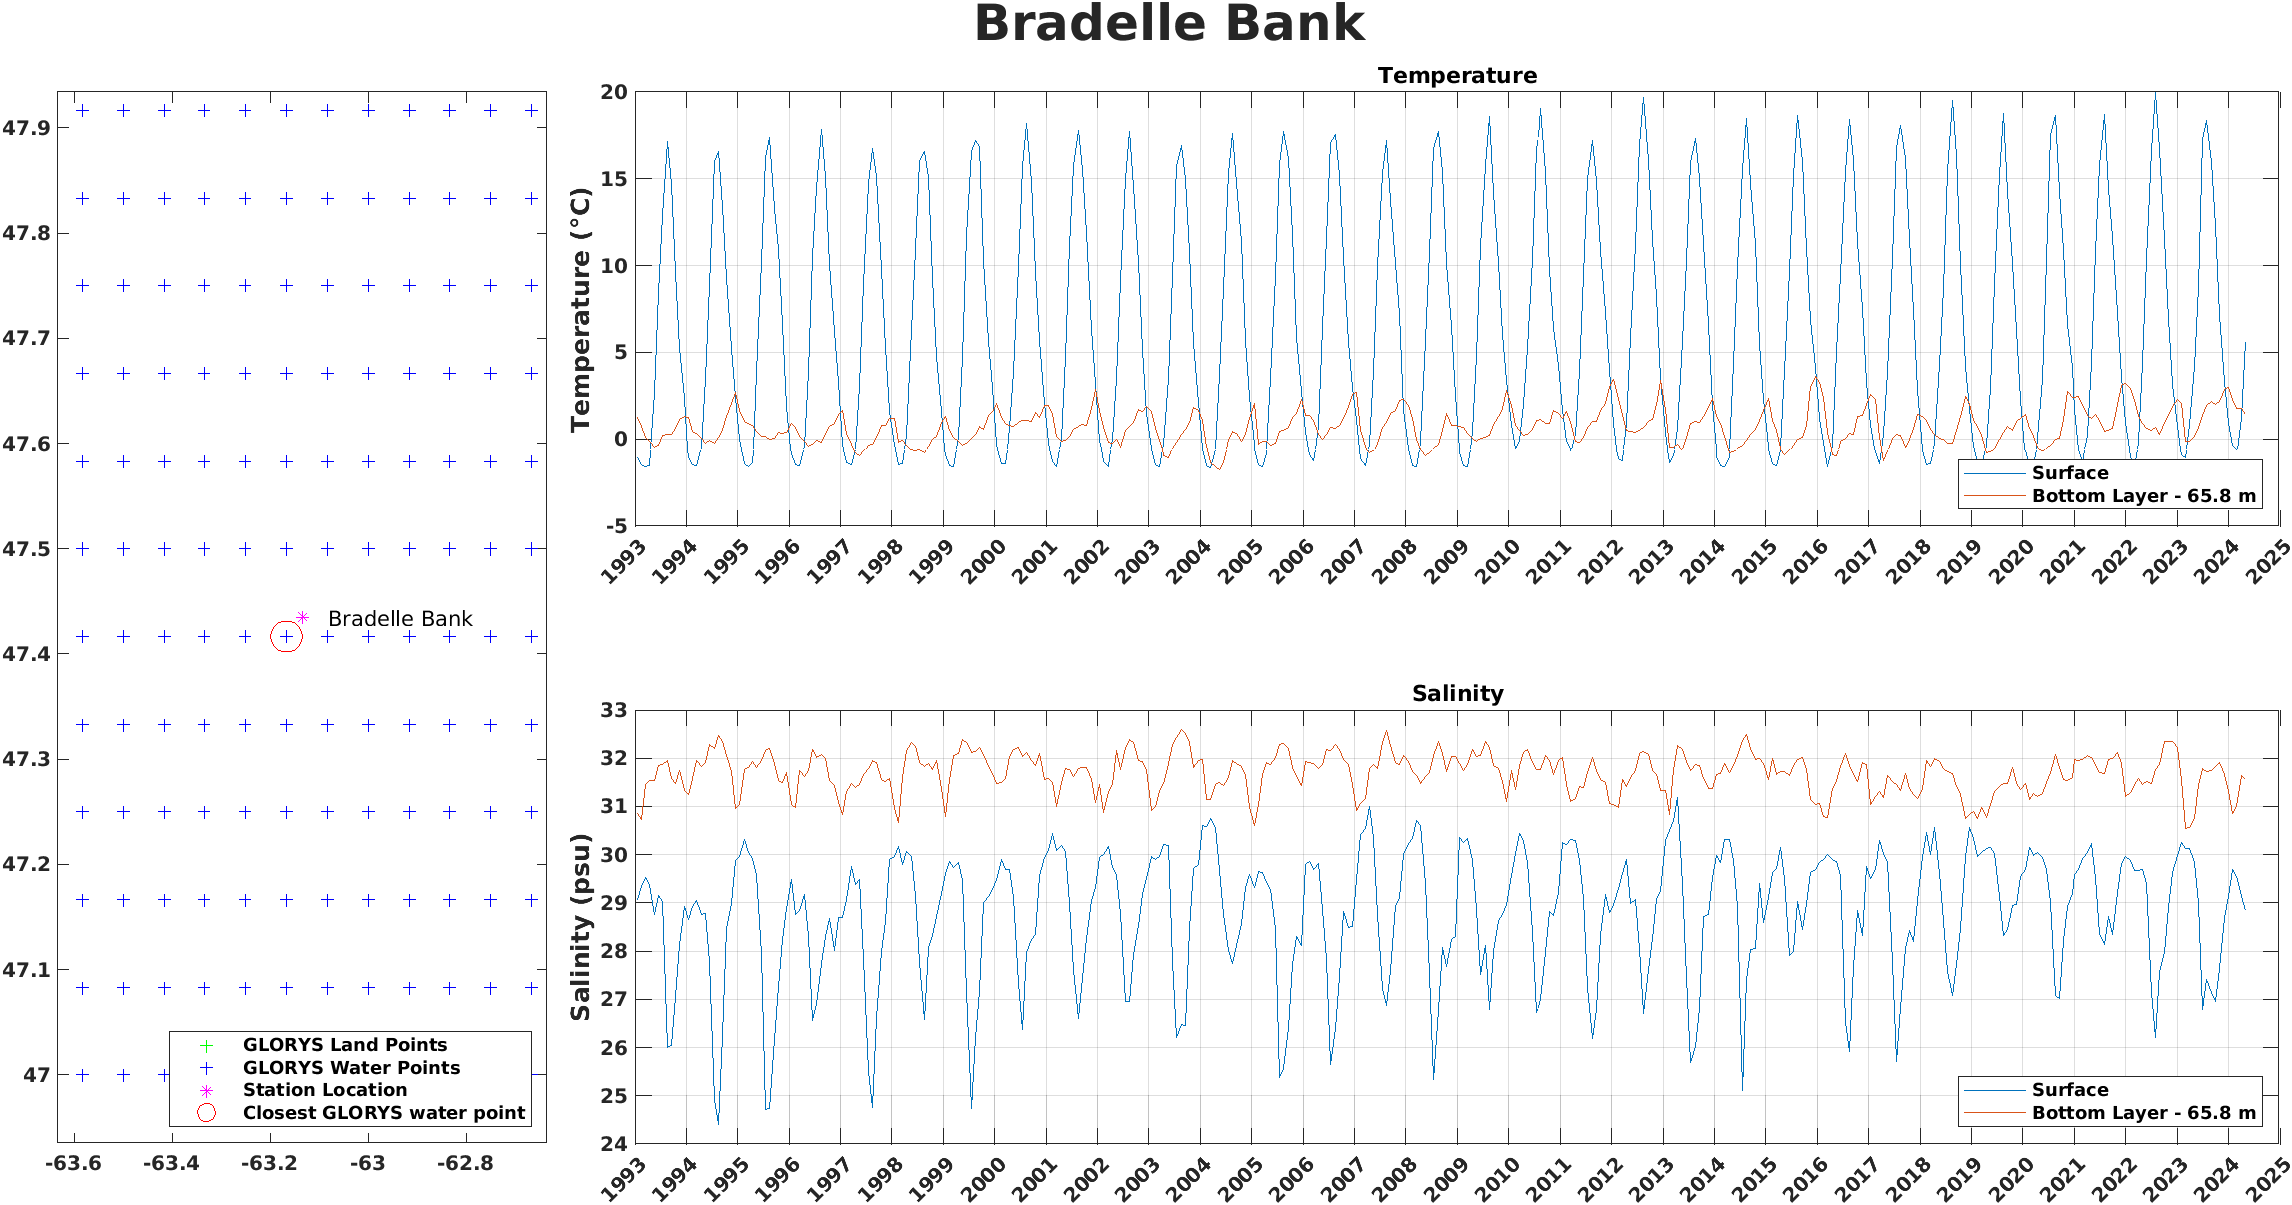 Bradelle Bank
47.9
47.8
47.7
47.6
47.5
47.4
47.3
47.2
47.1
47
-63.6 -63.4 -63.2 -63 -62.8
Bradelle Bank
GLORYS Land Points
GLORYS Water Points
Station Location
Closest GLORYS water point
Temperature
Temperature (°C)
20
15
10
5
0
-5
1993 1994 1995 1996 1997 1998 1999 2000 2001 2002 2003 2004 2005 2006 2007 2008 2009 2010 2011 2012 2013 2014 2015 2016 2017 2018 2019 2020 2021 2022 2023 2024 2025
Surface
Bottom Layer - 65.8 m
Salinity
Salinity (psu)
33
32
31
30
29
28
27
26
25
24
1993 1994 1995 1996 1997 1998 1999 2000 2001 2002 2003 2004 2005 2006 2007 2008 2009 2010 2011 2012 2013 2014 2015 2016 2017 2018 2019 2020 2021 2022 2023 2024 2025
Surface
Bottom Layer - 65.8 m